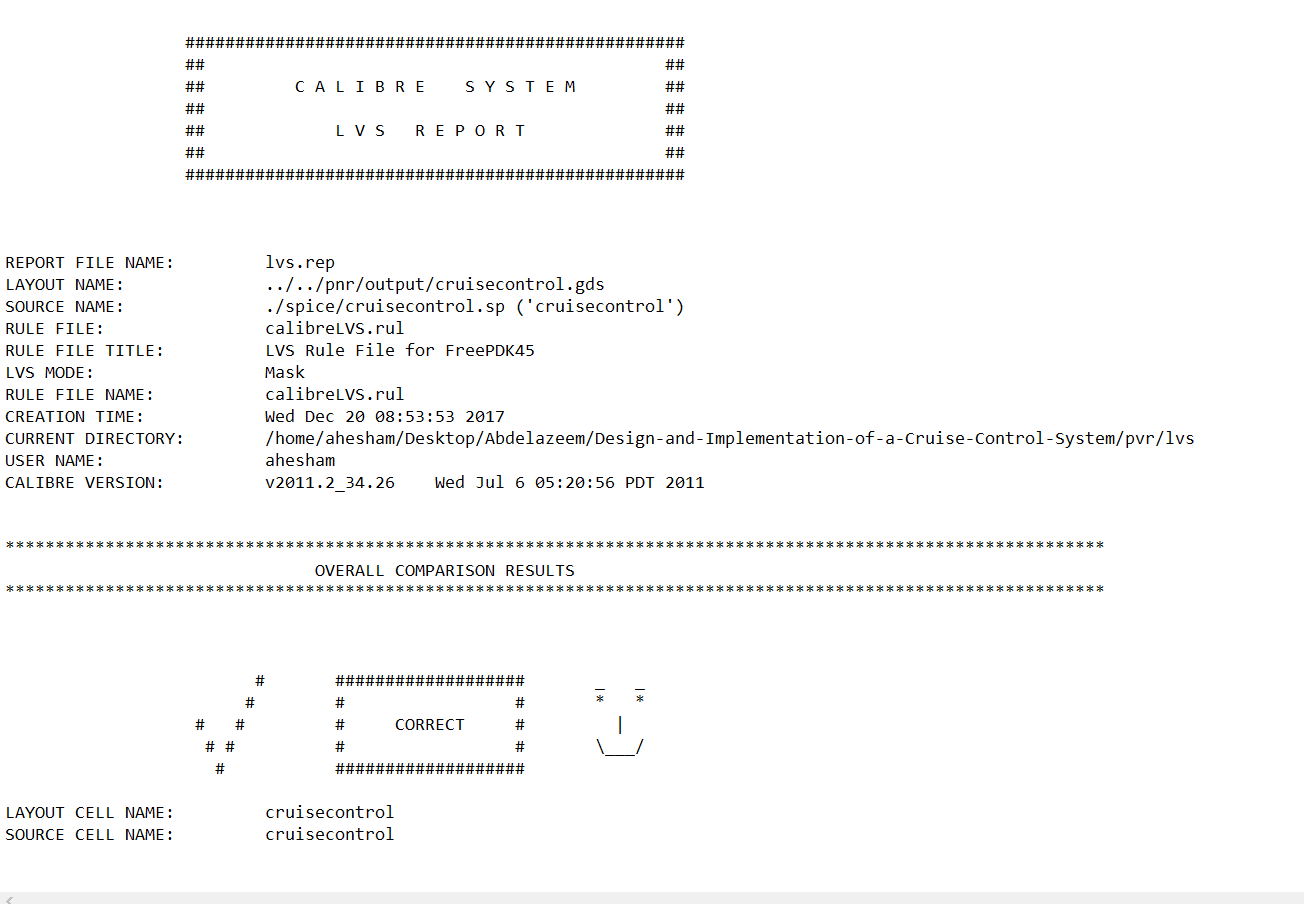 ##################################################
##                                              ##
##         C A L I B R E    S Y S T E M         ##
##                                              ##
##             L V S   R E P O R T              ##
##                                              ##
##################################################
REPORT FILE NAME:         lvs.rep
LAYOUT NAME:              ../../pnr/output/cruisecontrol.gds
SOURCE NAME:              ./spice/cruisecontrol.sp ('cruisecontrol')
RULE FILE:                calibreLVS.rul
RULE FILE TITLE:          LVS Rule File for FreePDK45
LVS MODE:                 Mask
RULE FILE NAME:           calibreLVS.rul
CREATION TIME:            Wed Dec 20 08:53:53 2017
CURRENT DIRECTORY:        /home/ahesham/Desktop/Abdelazeem/Design-and-Implementation-of-a-Cruise-Control-System/pvr/lvs
USER NAME:                ahesham
CALIBRE VERSION:          v2011.2_34.26    Wed Jul 6 05:20:56 PDT 2011
**************************************************************************************************************
                               OVERALL COMPARISON RESULTS
**************************************************************************************************************
                         #       ###################       _   _
                        #        #                 #       *   *
                   #   #         #     CORRECT     #         |
                    # #          #                 #       \___/
                     #           ###################
LAYOUT CELL NAME:         cruisecontrol
SOURCE CELL NAME:         cruisecontrol